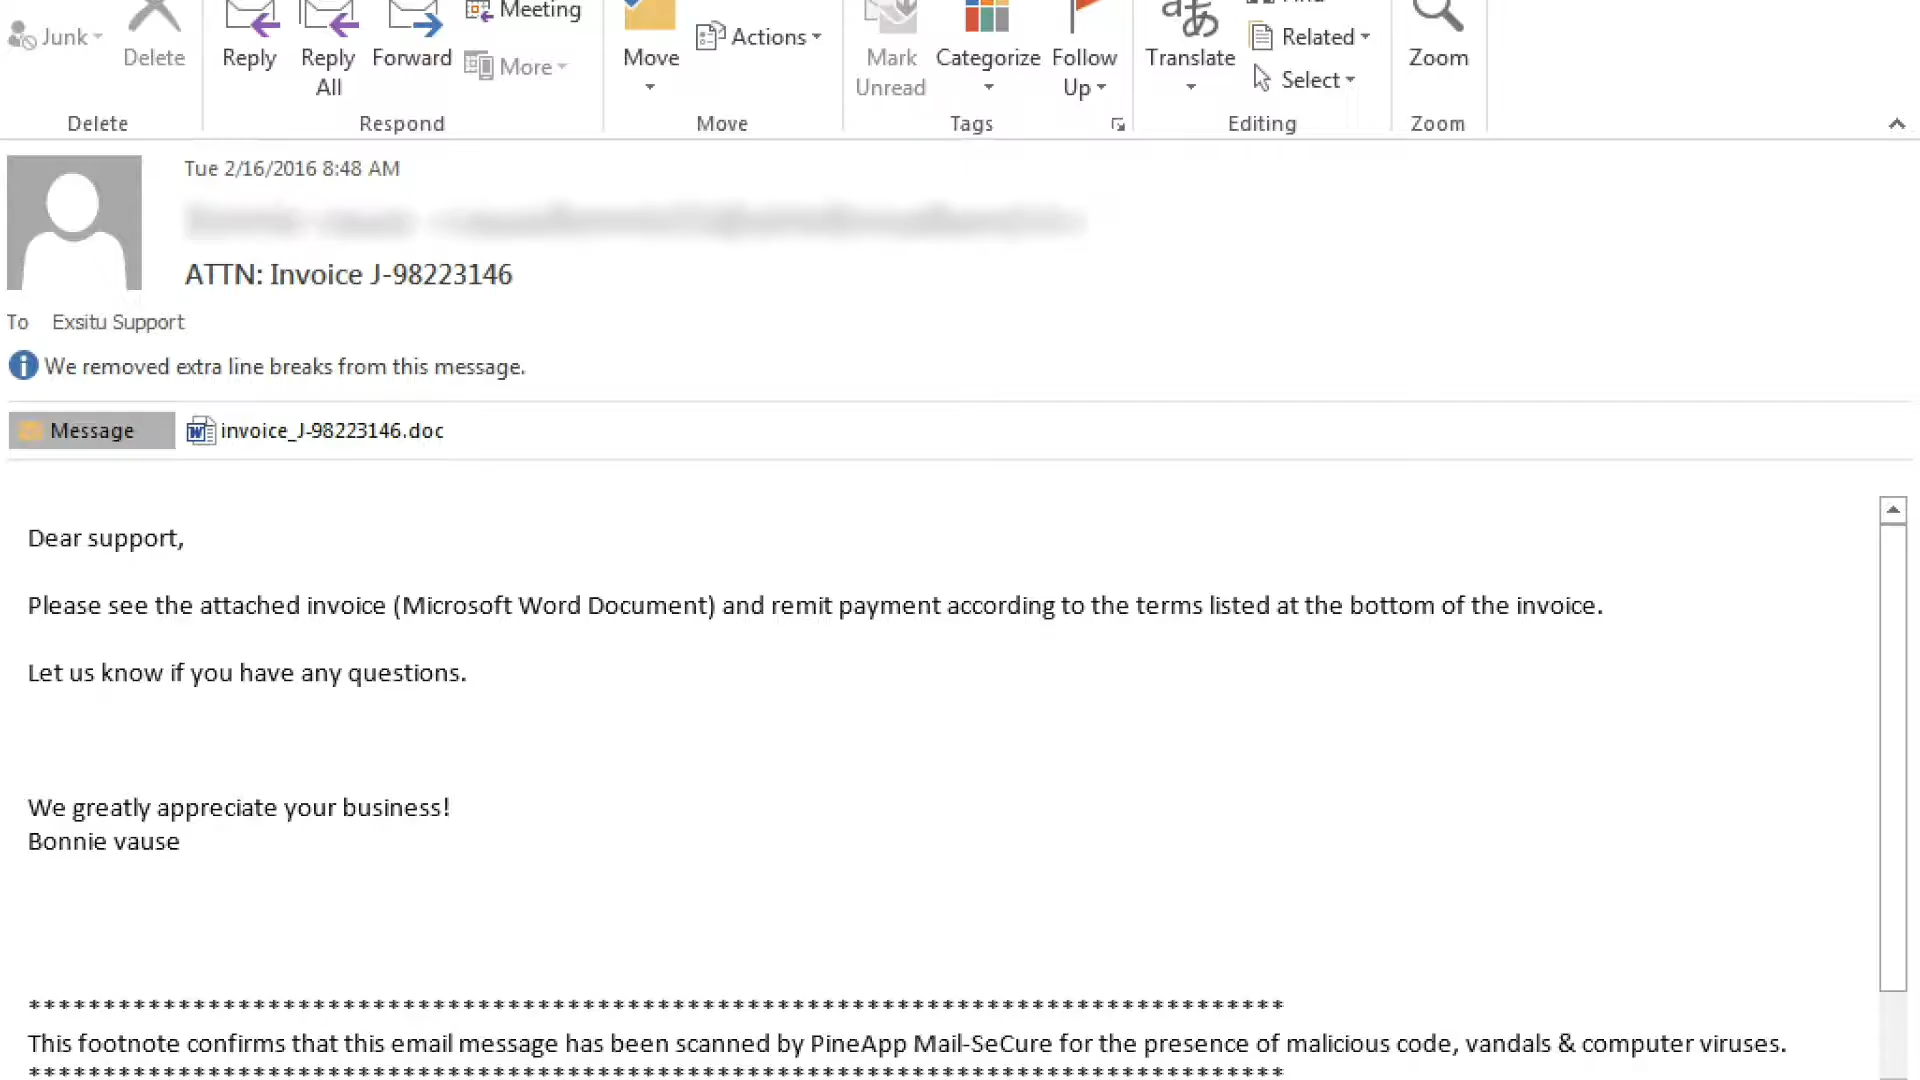 Junk
Delete
Reply
Reply All
Forward
Meeting
More
Move
Actions
Mark Unread
Categorize
Follow Up
Translate
Related
Select
Zoom
Delete
Respond
Move
Tags
Editing
Zoom
Tue 2/16/2016 8:48 AM
ATTN: Invoice J-98223146
To Exsitu Support
We removed extra line breaks from this message.
Message
invoice_J-98223146.doc
Dear support,
Please see the attached invoice (Microsoft Word Document) and remit payment according to the terms listed at the bottom of the invoice.
Let us know if you have any questions.
We greatly appreciate your business!
Bonnie vause
This footnote confirms that this email message has been scanned by PineApp Mail-SeCure for the presence of malicious code, vandals & computer viruses.